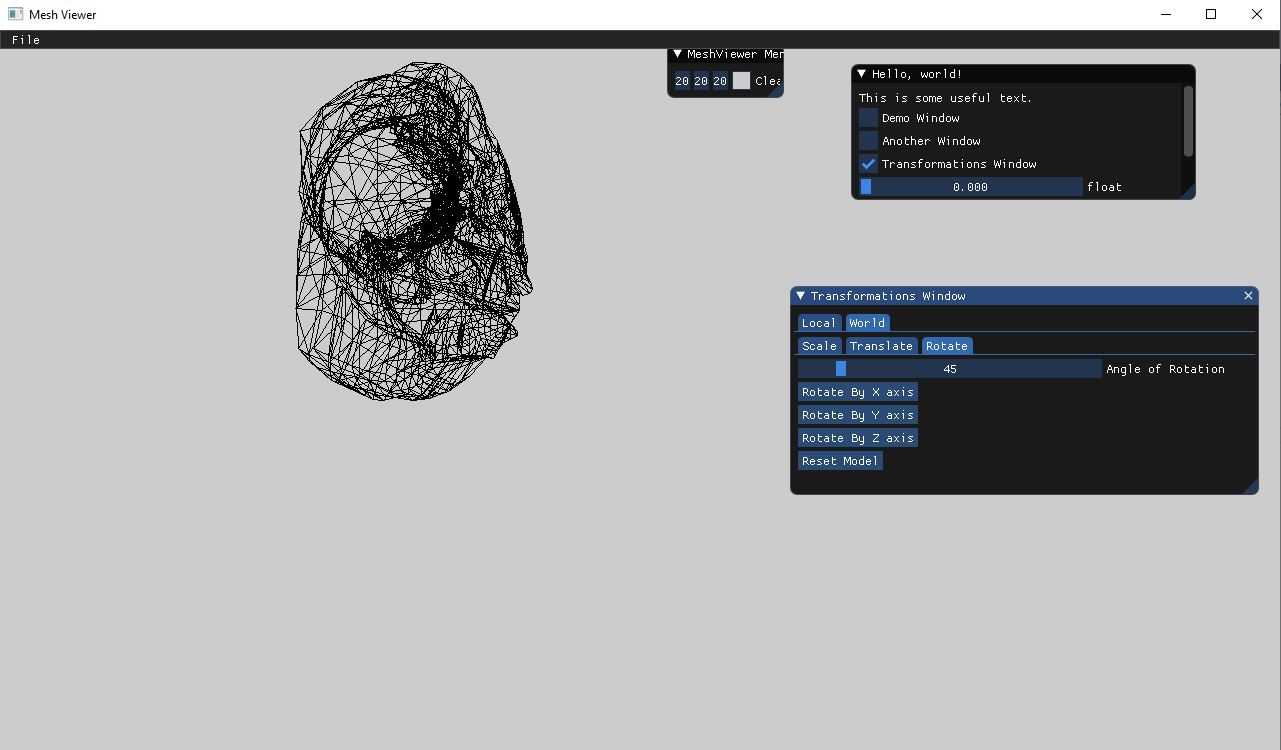 Mesh Viewer
File
MeshViewer Men
20 20 20 Clea
Hello, world!
This is some useful text.
Demo Window
Another Window
Transformations Window
0.000 float
Transformations Window
Local World
Scale Translate Rotate
45 Angle of Rotation
Rotate By X axis
Rotate By Y axis
Rotate By Z axis
Reset Model